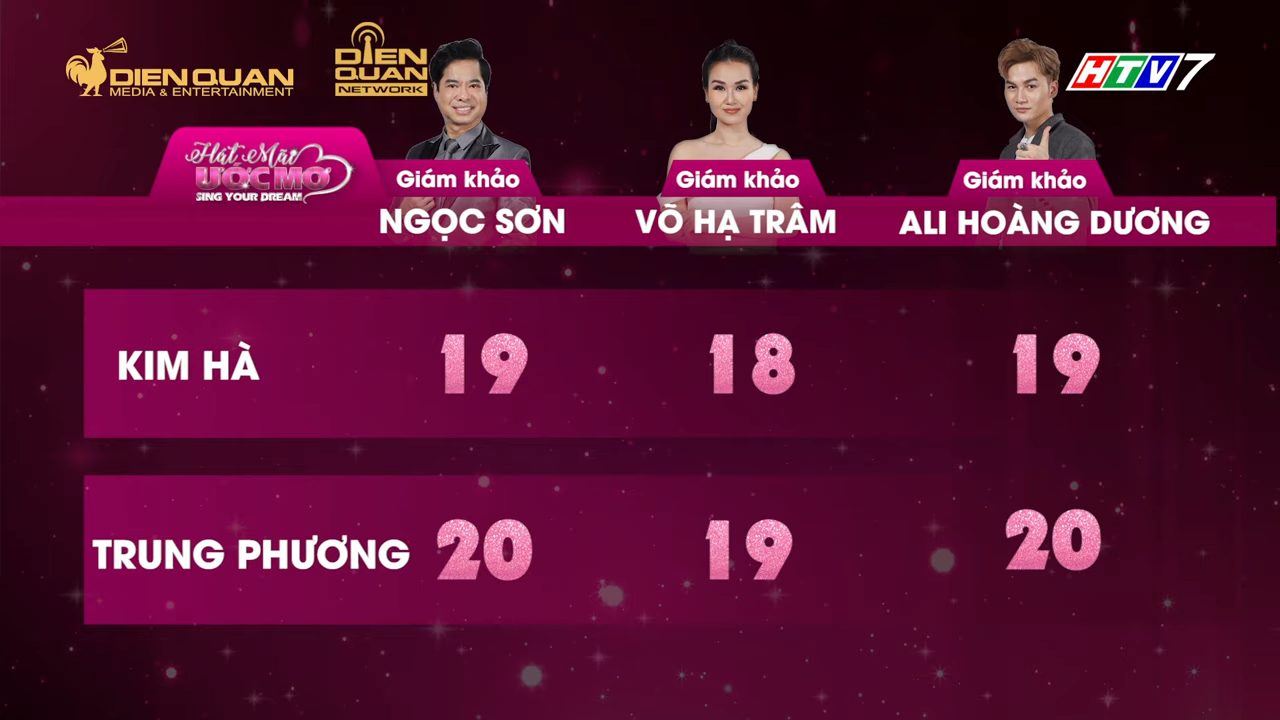 DIEN QUAN
MEDIA & ENTERTAINMENT
DIEN
QUAN
NETWORK
HTV7
Hát Mãi
ƯỚC MƠ
SING YOUR DREAM
Giám khảo
NGỌC SƠN
Giám khảo
VÕ HẠ TRÂM
Giám khảo
ALI HOÀNG DƯƠNG
KIM HÀ 19 18 19
TRUNG PHƯƠNG 20 19 20